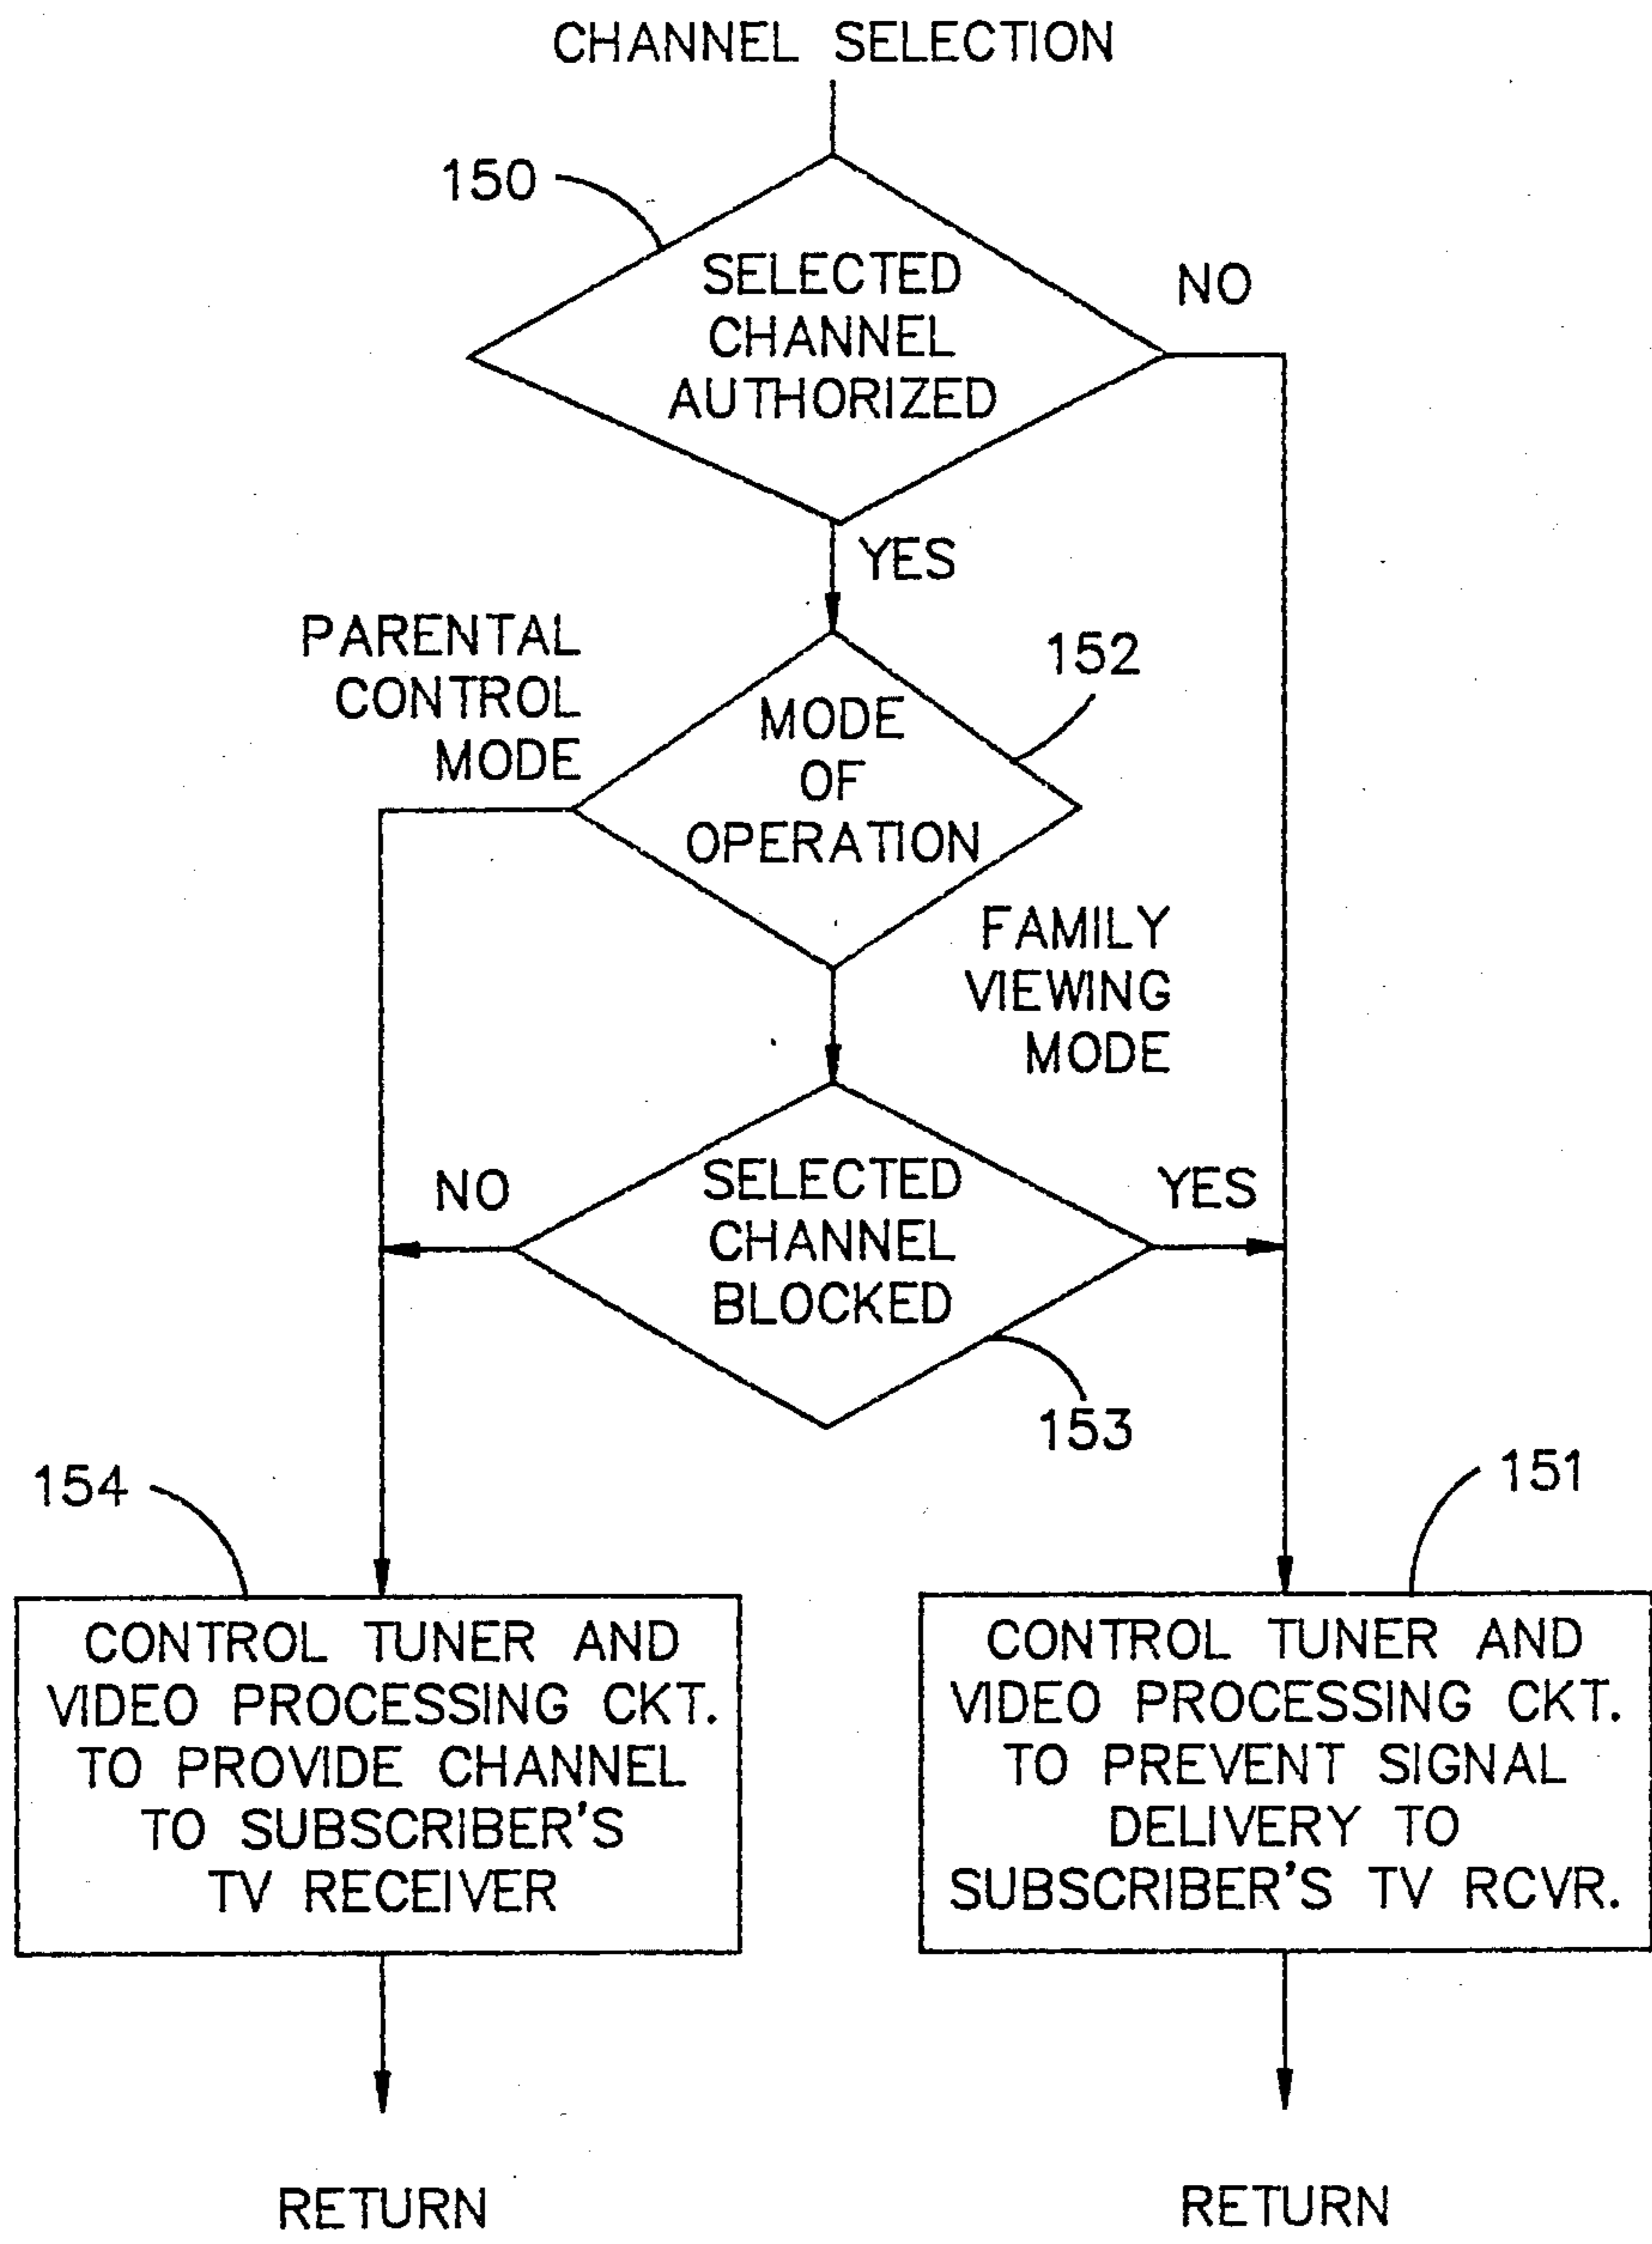 CHANNEL SELECTION
150
SELECTED
CHANNEL
AUTHORIZED
NO
YES
PARENTAL
CONTROL
MODE
152
MODE
OF
OPERATION
FAMILY
VIEWING
MODE
NO
SELECTED
CHANNEL
BLOCKED
YES
153
154
151
CONTROL TUNER AND
VIDEO PROCESSING CKT.
TO PROVIDE CHANNEL
TO SUBSCRIBER'S
TV RECEIVER
CONTROL TUNER AND
VIDEO PROCESSING CKT.
TO PREVENT SIGNAL
DELIVERY TO
SUBSCRIBER'S TV RCVR.
RETURN
RETURN